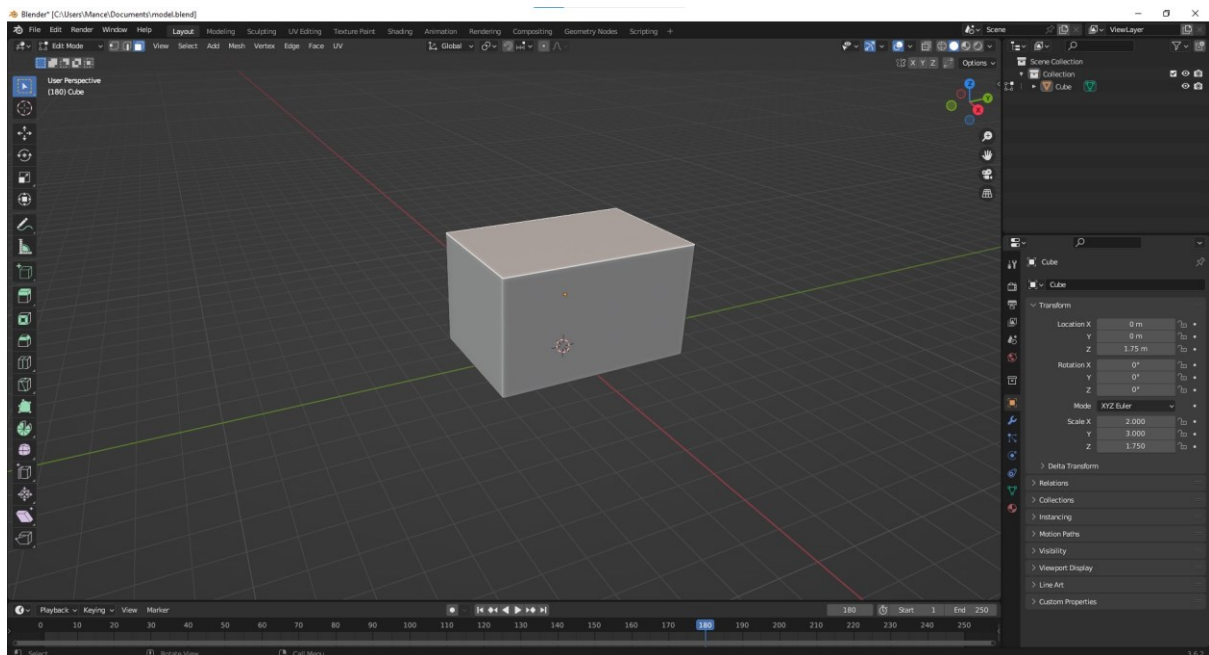 Blender* [C:\Users\Mance\Documents\model.blend]
File Edit Render Window Help Layout Modeling Sculpting UV Editing Texture Paint Shading Animation Rendering Compositing Geometry Nodes Scripting + Scene ViewLayer
Edit Mode View Select Add Mesh Vertex Edge Face UV Global
X Y Z Options
User Perspective
(180) Cube
Z
Y
X
Scene Collection
Collection
Cube
Cube
Cube
Transform
Location X 0 m
Y 0 m
Z 1.75 m
Rotation X 0°
Y 0°
Z 0°
Mode XYZ Euler
Scale X 2.000
Y 3.000
Z 1.750
Delta Transform
Relations
Collections
Instancing
Motion Paths
Visibility
Viewport Display
Line Art
Custom Properties
Playback Keying View Marker 180 Start 1 End 250
0 10 20 30 40 50 60 70 80 90 100 110 120 130 140 150 160 170 180 190 200 210 220 230 240 250
Select Rotate View Call Menu 3.6.2